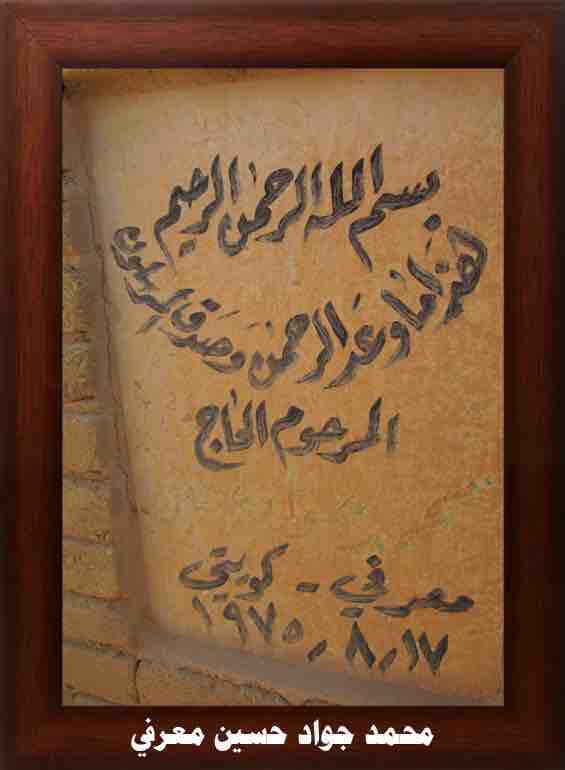 بسم الله الرحمن الرحيم
هذا ما وعد الرحمن وصدق المرسلون
المرحوم الحاج
معرفي - كويتي
١٩٧٥٫٨٫١٧
محمد جواد حسين معرفي